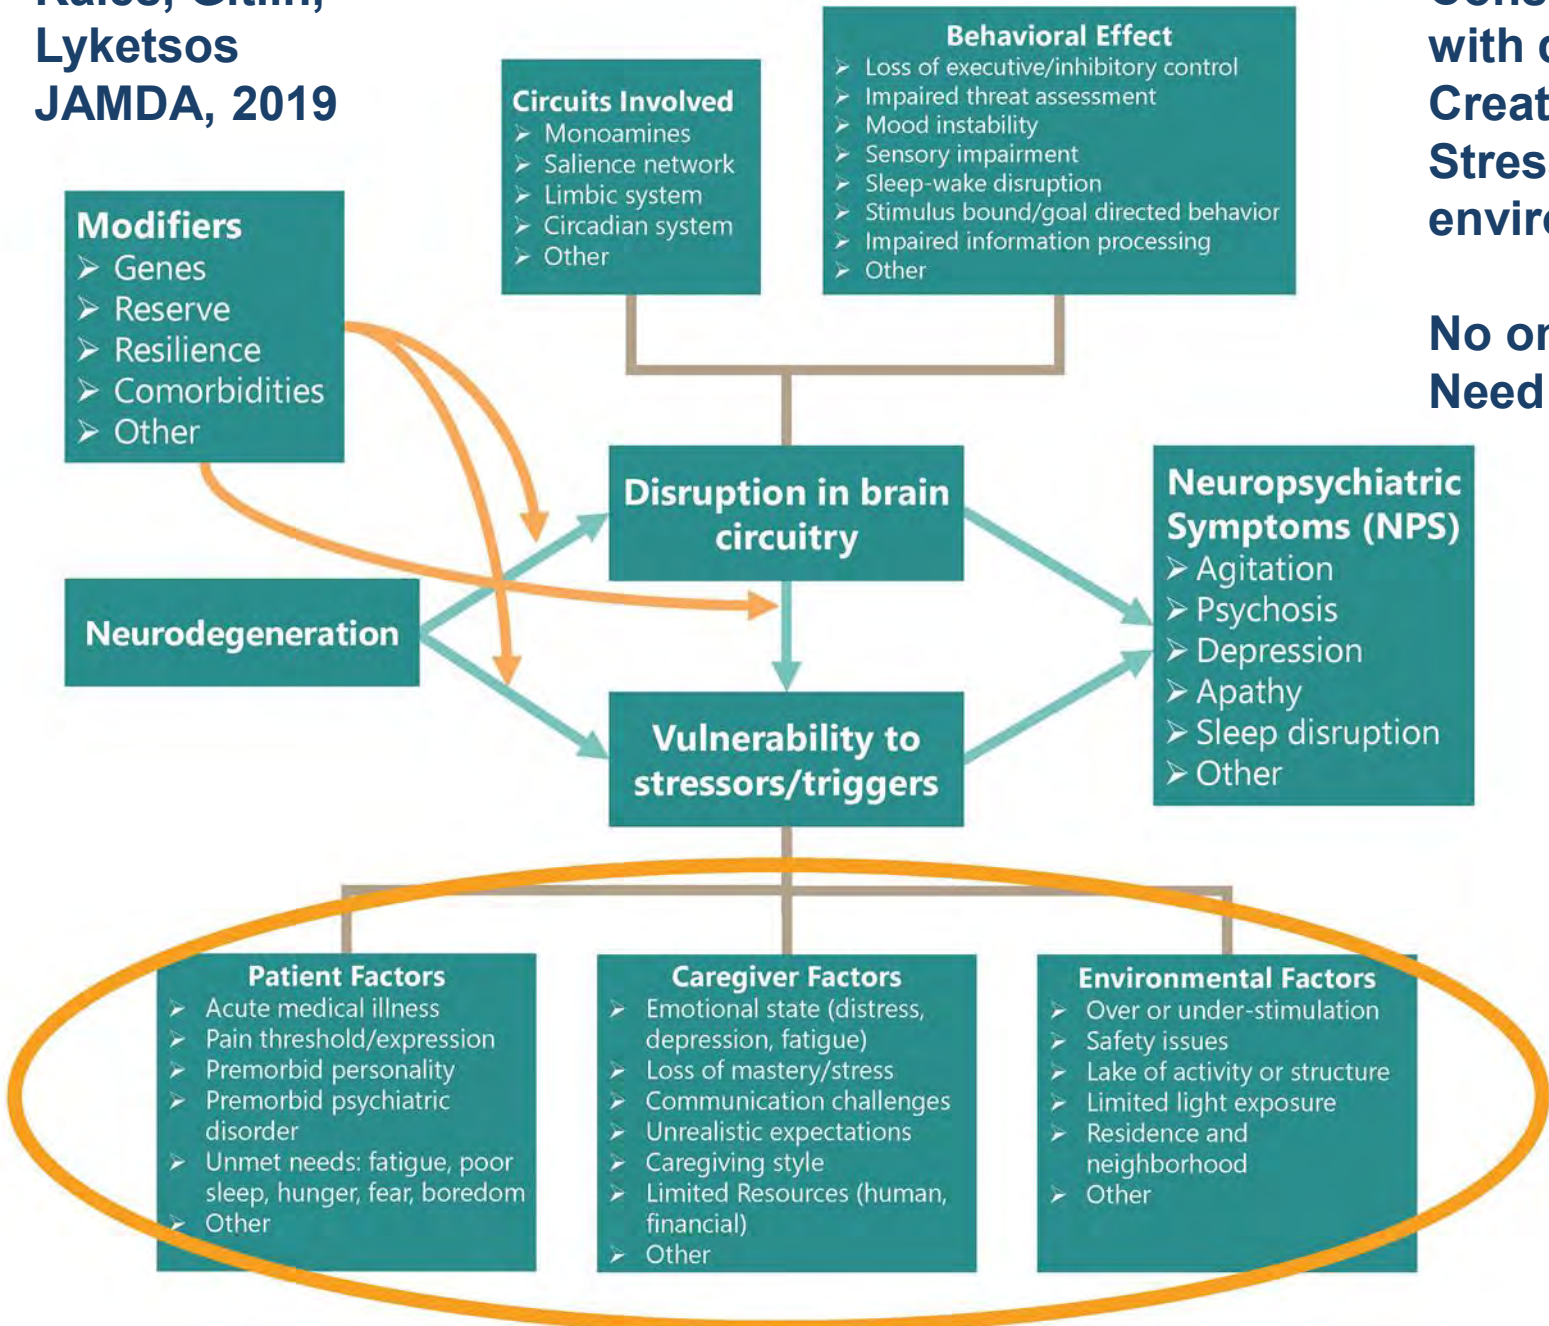 Lyketsos
JAMDA, 2019
with
Creat
Stres
enviro
No on
Need
Circuits Involved
➢ Monoamines
➢ Salience network
➢ Limbic system
➢ Circadian system
➢ Other
Behavioral Effect
➢ Loss of executive/inhibitory control
➢ Impaired threat assessment
➢ Mood instability
➢ Sensory impairment
➢ Sleep-wake disruption
➢ Stimulus bound/goal directed behavior
➢ Impaired information processing
➢ Other
Modifiers
➢ Genes
➢ Reserve
➢ Resilience
➢ Comorbidities
➢ Other
Disruption in brain
circuitry
Neurodegeneration
Vulnerability to
stressors/triggers
Neuropsychiatric
Symptoms (NPS)
➢ Agitation
➢ Psychosis
➢ Depression
➢ Apathy
➢ Sleep disruption
➢ Other
Patient Factors
➢ Acute medical illness
➢ Pain threshold/expression
➢ Premorbid personality
➢ Premorbid psychiatric
disorder
➢ Unmet needs: fatigue, poor
sleep, hunger, fear, boredom
➢ Other
Caregiver Factors
➢ Emotional state (distress,
depression, fatigue)
➢ Loss of mastery/stress
➢ Communication challenges
➢ Unrealistic expectations
➢ Caregiving style
➢ Limited Resources (human,
financial)
➢ Other
Environmental Factors
➢ Over or under-stimulation
➢ Safety issues
➢ Lake of activity or structure
➢ Limited light exposure
➢ Residence and
neighborhood
➢ Other